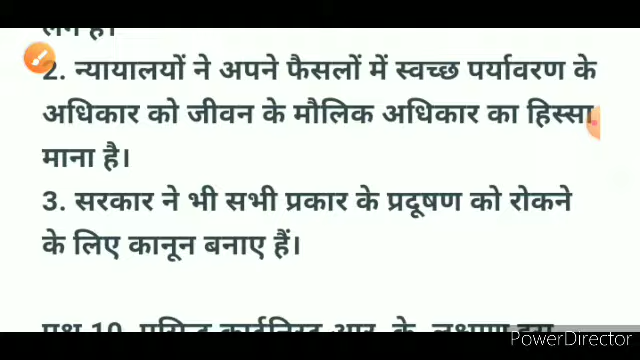 2. न्यायालयों ने अपने फैसलों में स्वच्छ पर्यावरण के
अधिकार को जीवन के मौलिक अधिकार का हिस्सा
माना है।
3. सरकार ने भी सभी प्रकार के प्रदूषण को रोकने
के लिए कानून बनाए हैं।
PowerDirector